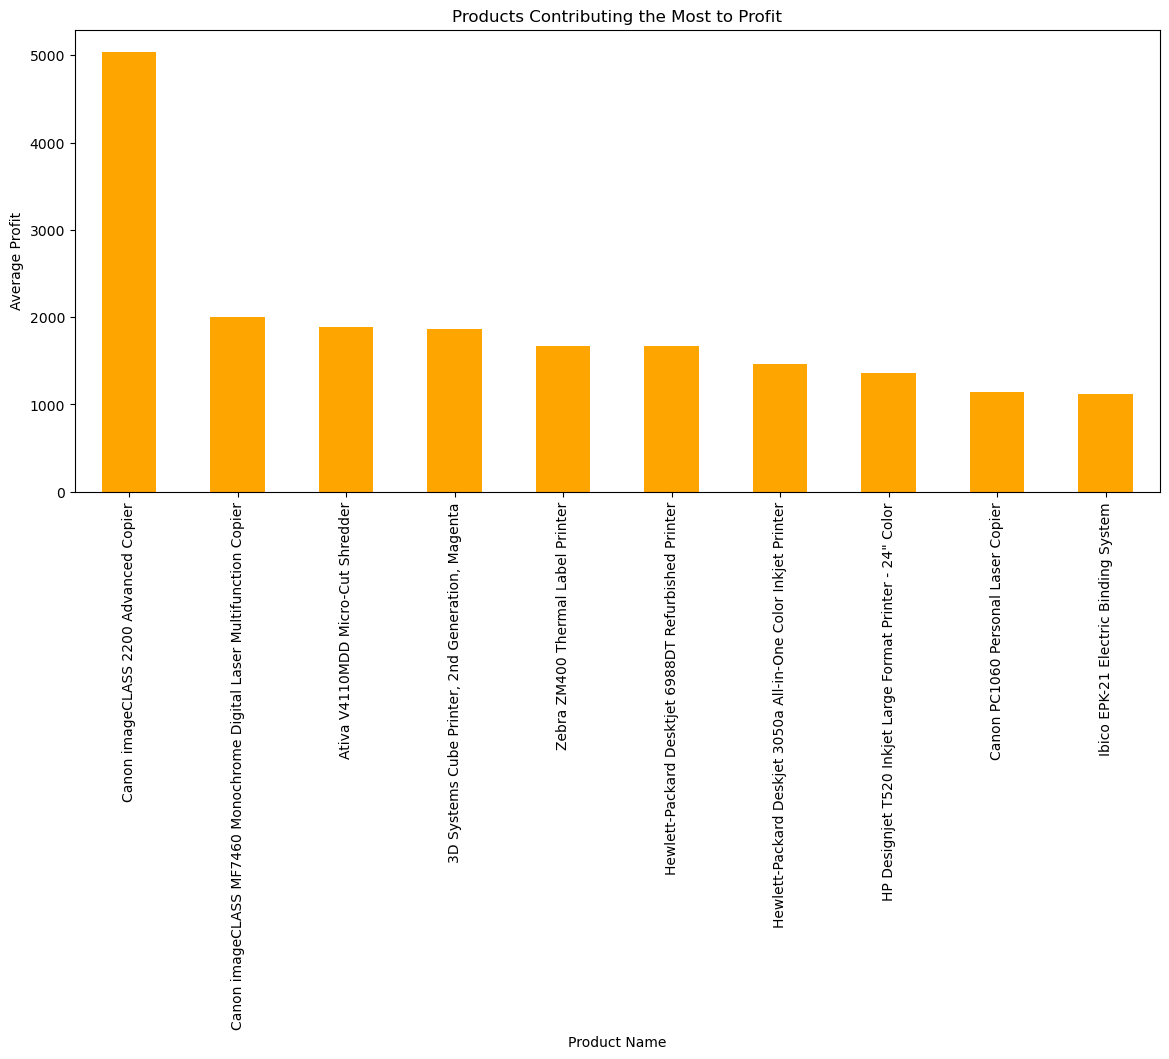 Products Contributing the Most to Profit
Average Profit
5000
4000
3000
2000
1000
0
Canon imageCLASS 2200 Advanced Copier
Canon imageCLASS MF7460 Monochrome Digital Laser Multifunction Copier
Ativa V4110MDD Micro-Cut Shredder
3D Systems Cube Printer, 2nd Generation, Magenta
Zebra ZM400 Thermal Label Printer
Hewlett-Packard Desktjet 6988DT Refurbished Printer
Hewlett-Packard Deskjet 3050a All-in-One Color Inkjet Printer
HP Designjet T520 Inkjet Large Format Printer - 24" Color
Canon PC1060 Personal Laser Copier
Ibico EPK-21 Electric Binding System
Product Name